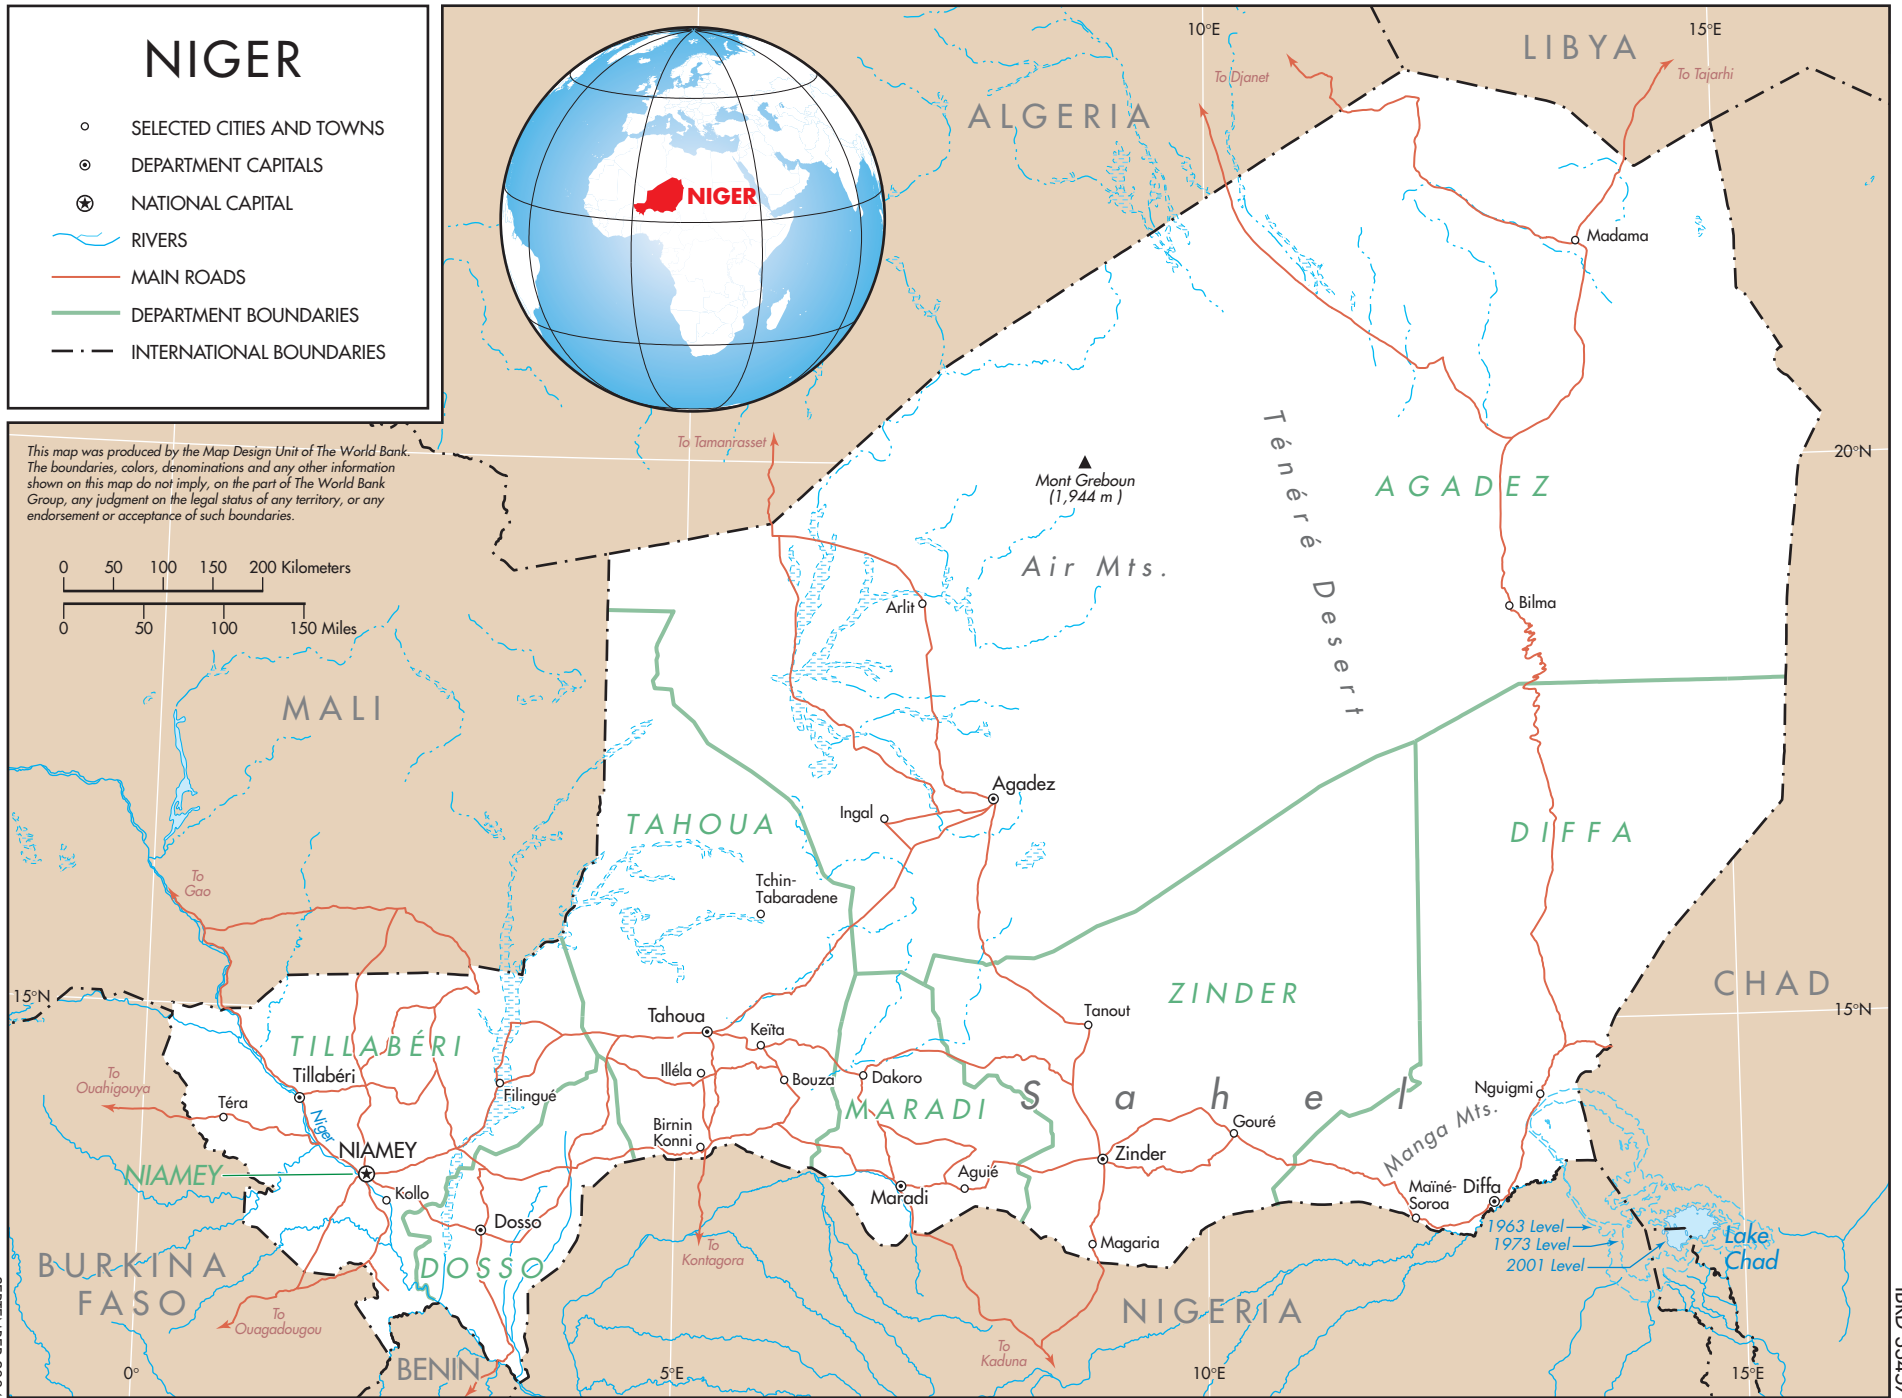 NIGER
SELECTED CITIES AND TOWNS
DEPARTMENT CAPITALS
NATIONAL CAPITAL
RIVERS
MAIN ROADS
DEPARTMENT BOUNDARIES
INTERNATIONAL BOUNDARIES
This map was produced by the Map Design Unit of The World Bank.
The boundaries, colors, denominations and any other information
shown on this map do not imply, on the part of The World Bank
Group, any judgment on the legal status of any territory, or any
endorsement or acceptance of such boundaries.
0 50 100 150 200 Kilometers
0 50 100 150 Miles
NIGER
10°E
15°E
LIBYA
To Djanet
To Tajarhi
ALGERIA
Madama
To Tamanrasset
20°N
Mont Greboun
(1,944 m )
AGADEZ
Ténéré Desert
Air Mts.
Arlit
Bilma
MALI
Agadez
Ingal
TAHOUA
DIFFA
Tchin-
Tabaradene
To
Gao
CHAD
15°N
ZINDER
15°N
Tanout
Tahoua
Keïta
TILLABÉRI
Tillabéri
Illéla
Bouza
Dakoro
Filingué
To
Ouahigouya
Téra
Niger
MARADI
Sahel
Nguigmi
Manga Mts.
Gouré
Birnin
Konni
NIAMEY
NIAMEY
Zinder
Aguié
Maradi
Kollo
Maïné-
Soroa
Diffa
Dosso
Magaria
1963 Level
1973 Level
2001 Level
Lake
Chad
To
Kontagora
BURKINA
FASO
DOSSO
NIGERIA
To
Ouagadougou
To
Kaduna
BENIN
0°
5°E
10°E
15°E